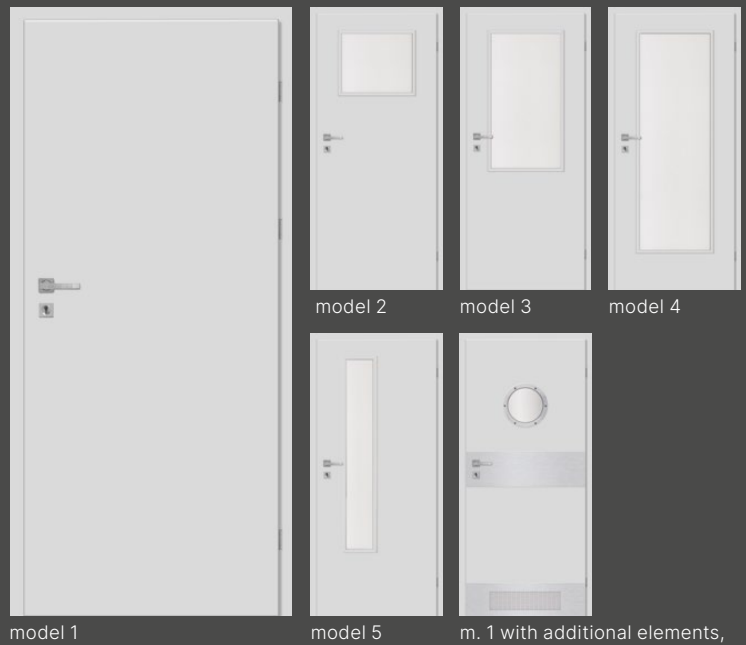 model 2
model 3
model 4
model 1
model 5
m. 1 with additional elements,